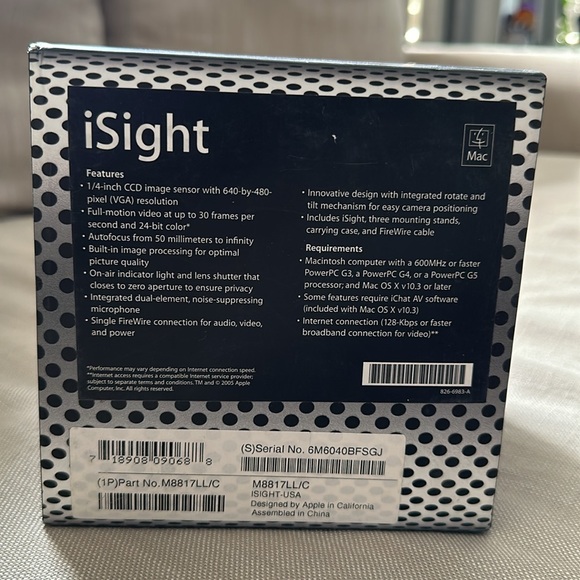 iSight
Mac
Features
• 1/4-inch CCD image sensor with 640-by-480-
pixel (VGA) resolution
• Full-motion video at up to 30 frames per
second and 24-bit color*
• Autofocus from 50 millimeters to infinity
• Built-in image processing for optimal
picture quality
• On-air indicator light and lens shutter that
closes to zero aperture to ensure privacy
• Integrated dual-element, noise-suppressing
microphone
• Single FireWire connection for audio, video,
and power
• Innovative design with integrated rotate and
tilt mechanism for easy camera positioning
• Includes iSight, three mounting stands,
carrying case, and FireWire cable
Requirements
• Macintosh computer with a 600MHz or faster
PowerPC G3, a PowerPC G4, or a PowerPC G5
processor; and Mac OS X v10.3 or later
• Some features require iChat AV software
(included with Mac OS X v10.3)
• Internet connection (128-Kbps or faster
broadband connection for video)**
*Performance may vary depending on Internet connection speed.
**Internet access requires a compatible Internet service provider;
subject to separate terms and conditions. TM and © 2005 Apple
Computer, Inc. All rights reserved.
826-6983-A
7 18908 09068 8
(1P)Part No.M8817LL/C
(S)Serial No. 6M6040BFSGJ
M8817LL/C
ISIGHT-USA
Designed by Apple in California
Assembled in China